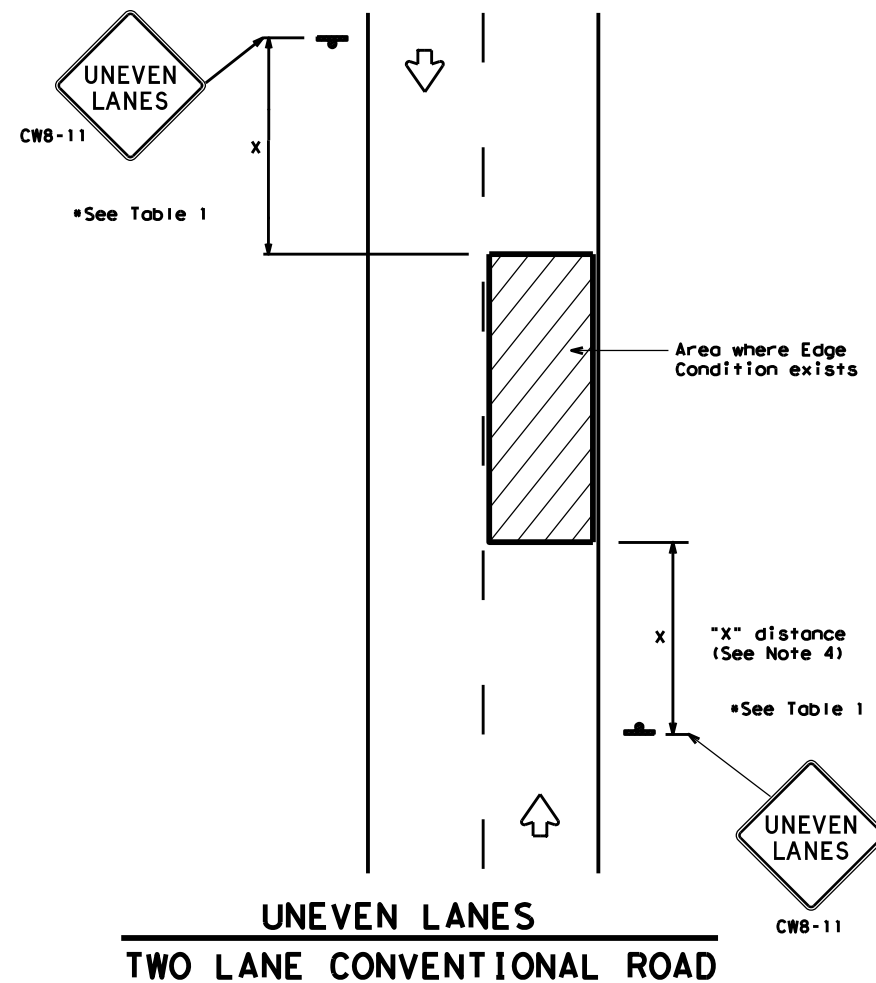 UNEVEN
LANES
CW8-11
X
*See Table 1
Area where Edge
Condition exists
X
"X" distance
(See Note 4)
*See Table 1
UNEVEN
LANES
CW8-11
UNEVEN LANES
TWO LANE CONVENTIONAL ROAD